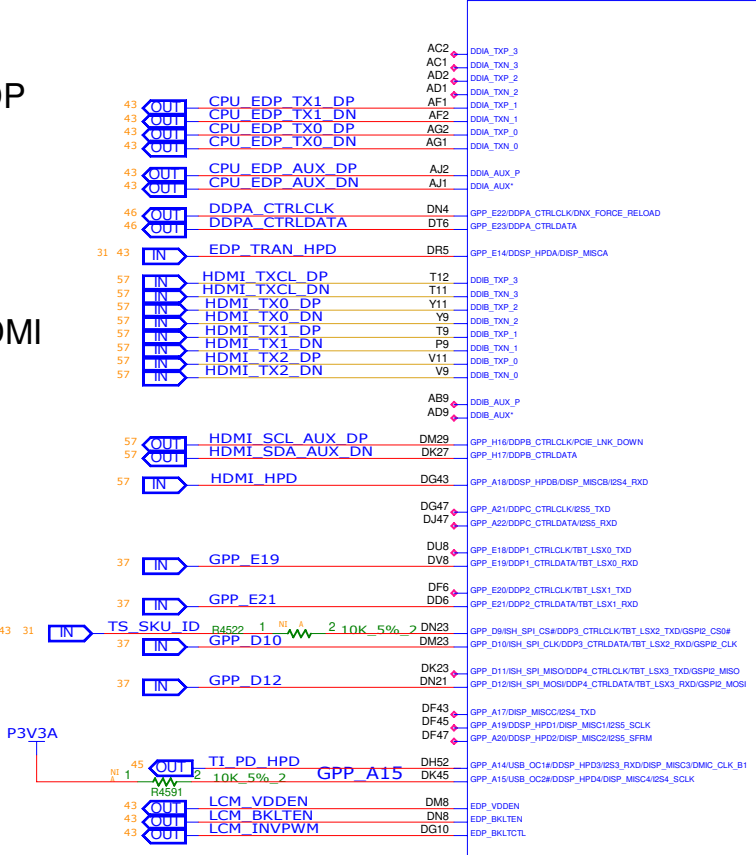 AC2 DDIA_TXP_3
AC1 DDIA_TXN_3
AD2 DDIA_TXP_2
AD1 DDIA_TXN_2
DP
43 OUT CPU_EDP_TX1_DP AF1 DDIA_TXP_1
43 OUT CPU_EDP_TX1_DN AF2 DDIA_TXN_1
43 OUT CPU_EDP_TX0_DP AG2 DDIA_TXP_0
43 OUT CPU_EDP_TX0_DN AG1 DDIA_TXN_0
43 OUT CPU_EDP_AUX_DP AJ2 DDIA_AUX_P
43 OUT CPU_EDP_AUX_DN AJ1 DDIA_AUX*
46 OUT DDPA_CTRLCLK DN4 GPP_E22/DDPA_CTRLCLK/DNX_FORCE_RELOAD
46 OUT DDPA_CTRLDATA DT6 GPP_E23/DDPA_CTRLDATA
31 43 IN EDP_TRAN_HPD DR5 GPP_E14/DDSP_HPDA/DISP_MISCA
57 IN HDMI_TXCL_DP T12 DDIB_TXP_3
57 IN HDMI_TXCL_DN T11 DDIB_TXN_3
57 IN HDMI_TX0_DP Y11 DDIB_TXP_2
57 IN HDMI_TX0_DN Y9 DDIB_TXN_2
57 IN HDMI_TX1_DP T9 DDIB_TXP_1
OMI
57 IN HDMI_TX1_DN P9 DDIB_TXN_1
57 IN HDMI_TX2_DP V11 DDIB_TXP_0
57 IN HDMI_TX2_DN V9 DDIB_TXN_0
AB9 DDIB_AUX_P
AD9 DDIB_AUX*
57 OUT HDMI_SCL_AUX_DP DM29 GPP_H16/DDPB_CTRLCLK/PCIE_LNK_DOWN
57 OUT HDMI_SDA_AUX_DN DK27 GPP_H17/DDPB_CTRLDATA
57 IN HDMI_HPD DG43 GPP_A18/DDSP_HPDB/DISP_MISCB/I2S4_RXD
DG47 GPP_A21/DDPC_CTRLCLK/I2S5_TXD
DJ47 GPP_A22/DDPC_CTRLDATA/I2S5_RXD
DU8 GPP_E18/DDP1_CTRLCLK/TBT_LSX0_TXD
37 IN GPP_E19 DV8 GPP_E19/DDP1_CTRLDATA/TBT_LSX0_RXD
DF6 GPP_E20/DDP2_CTRLCLK/TBT_LSX1_TXD
37 IN GPP_E21 DD6 GPP_E21/DDP2_CTRLDATA/TBT_LSX1_RXD
43 31 IN TS_SKU_ID R4522 1 NI A 2 10K_5%_2 DN23 GPP_D9/ISH_SPI_CS#/DDP3_CTRLCLK/TBT_LSX2_TXD/GSPI2_CS0#
37 IN GPP_D10 DM23 GPP_D10/ISH_SPI_CLK/DDP3_CTRLDATA/TBT_LSX2_RXD/GSPI2_CLK
DK23 GPP_D11/ISH_SPI_MISO/DDP4_CTRLCLK/TBT_LSX3_TXD/GSPI2_MISO
37 IN GPP_D12 DN21 GPP_D12/ISH_SPI_MOSI/DDP4_CTRLDATA/TBT_LSX3_RXD/GSPI2_MOSI
DF43 GPP_A17/DISP_MISCC/I2S4_TXD
DF45 GPP_A19/DDSP_HPD1/DISP_MISC1/I2S5_SCLK
DF47 GPP_A20/DDSP_HPD2/DISP_MISC2/I2S5_SFRM
P3V3A
45 OUT TI_PD_HPD DH52 GPP_A14/USB_OC1#/DDSP_HPD3/I2S3_RXD/DISP_MISC3/DMIC_CLK_B1
NI A 1 2 10K_5%_2 GPP_A15 DK45 GPP_A15/USB_OC2#/DDSP_HPD4/DISP_MISC4/I2S4_SCLK
R4591
43 OUT LCM_VDDEN DM8 EDP_VDDEN
43 OUT LCM_BKLTEN DN8 EDP_BKLTEN
43 OUT LCM_INVPWM DG10 EDP_BKLTCTL